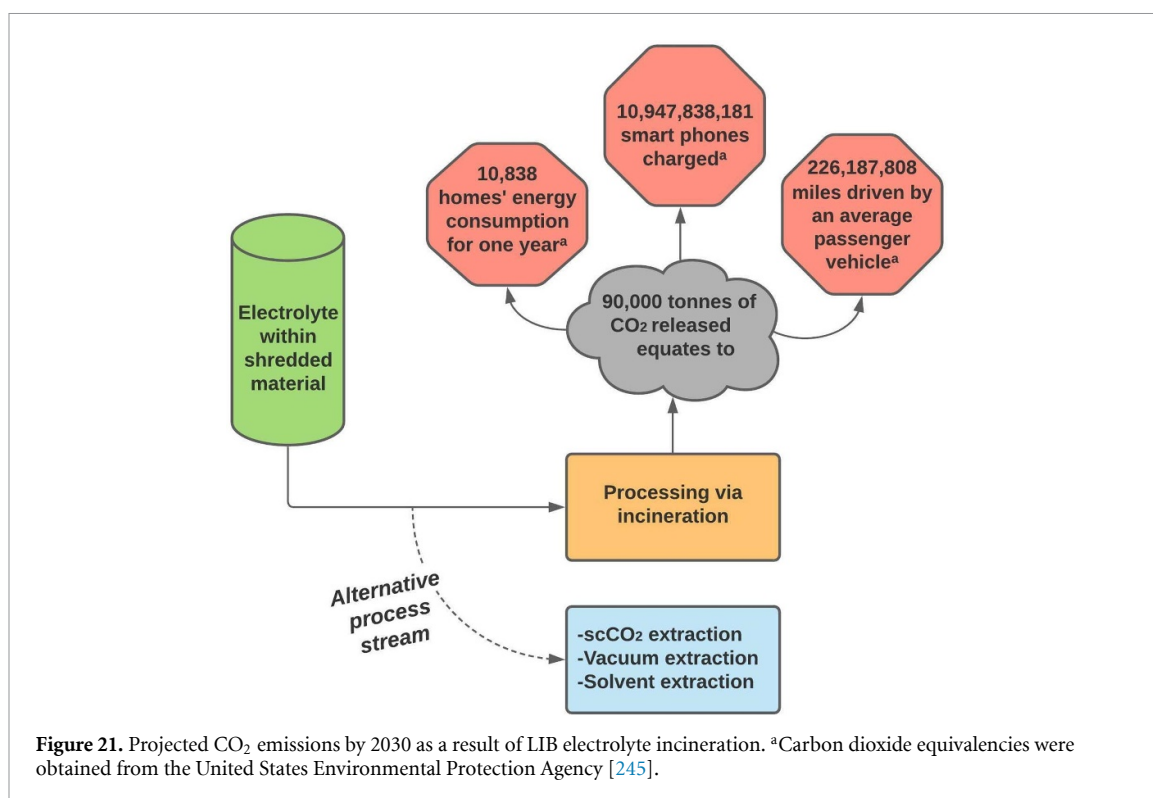 10,947,838,181
smart phones
chargedᵃ
10,838
homes' energy
consumption
for one yearᵃ
226,187,808
miles driven by
an average
passenger
vehicleᵃ
Electrolyte
within
shredded
material
90,000 tonnes of
CO₂ released
equates to
Processing via
incineration
Alternative
process
stream
-scCO₂ extraction
-Vacuum extraction
-Solvent extraction
Figure 21. Projected CO₂ emissions by 2030 as a result of LIB electrolyte incineration. ᵃCarbon dioxide equivalencies were
obtained from the United States Environmental Protection Agency [245].